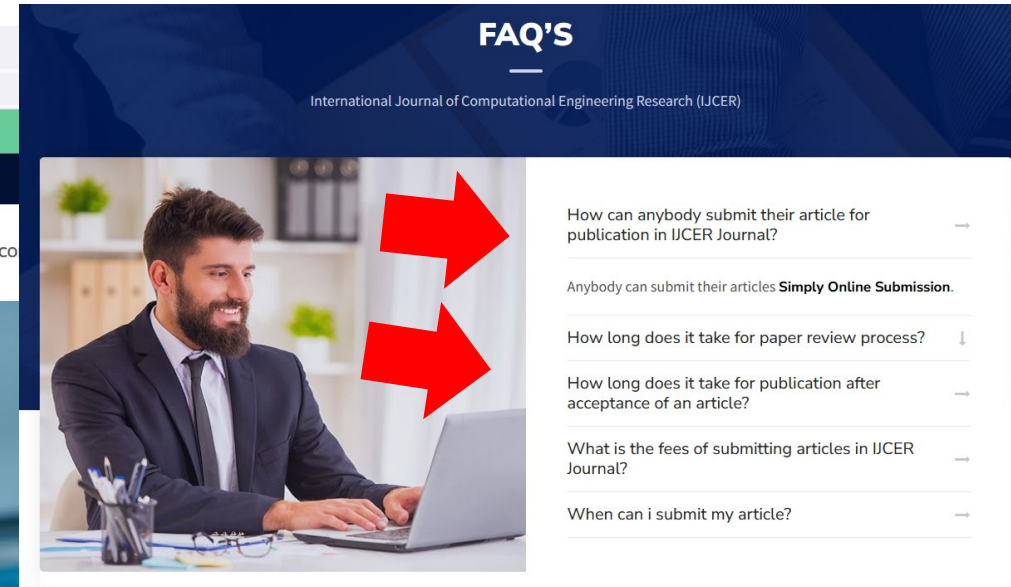 FAQ'S
International Journal of Computational Engineering Research (IJCER)
co
How can anybody submit their article for
publication in IJCER Journal?
Anybody can submit their articles Simply Online Submission.
How long does it take for paper review process?
How long does it take for publication after
acceptance of an article?
What is the fees of submitting articles in IJCER
Journal?
When can i submit my article?